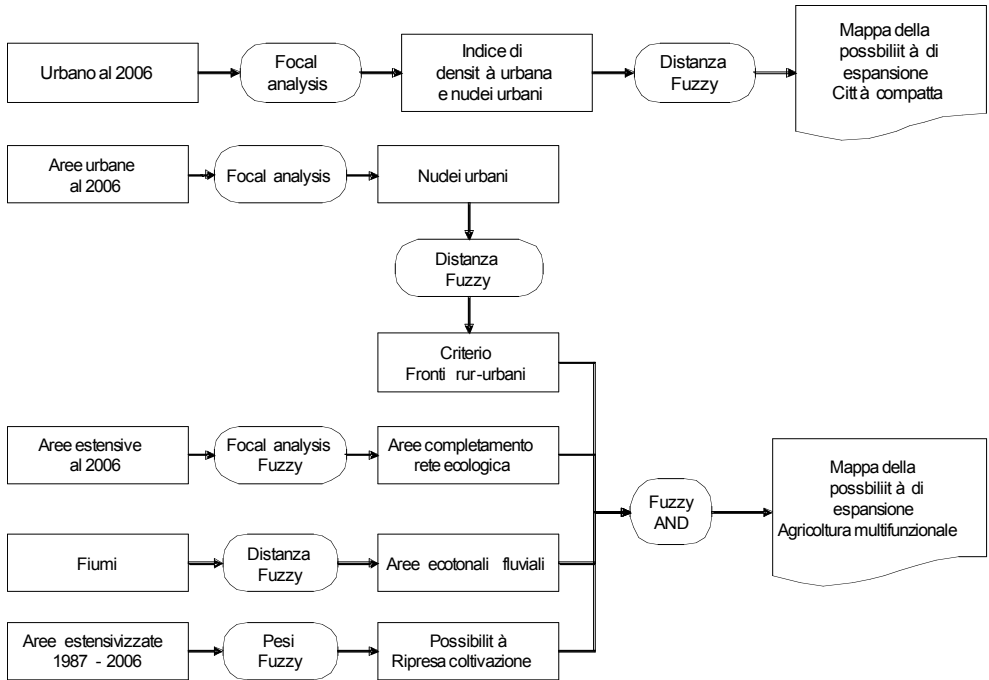 Urbano al 2006
Focal
analysis
Indice di
densit à urbana
e nudei urbani
Distanza
Fuzzy
Mappa della
possbiliit à di
espansione
Citt à compatta
Aree urbane
al 2006
Focal analysis
Nudei urbani
Distanza
Fuzzy
Criterio
Fronti rur-urbani
Aree estensive
al 2006
Focal analysis
Fuzzy
Aree completamento
rete ecologica
Fuzzy
AND
Mappa della
possbiliit à di
espansione
Agricoltura multifunzionale
Fiumi
Distanza
Fuzzy
Aree ecotonali fluviali
Aree estensivizzate
1987 - 2006
Pesi
Fuzzy
Possibilit à
Ripresa coltivazione